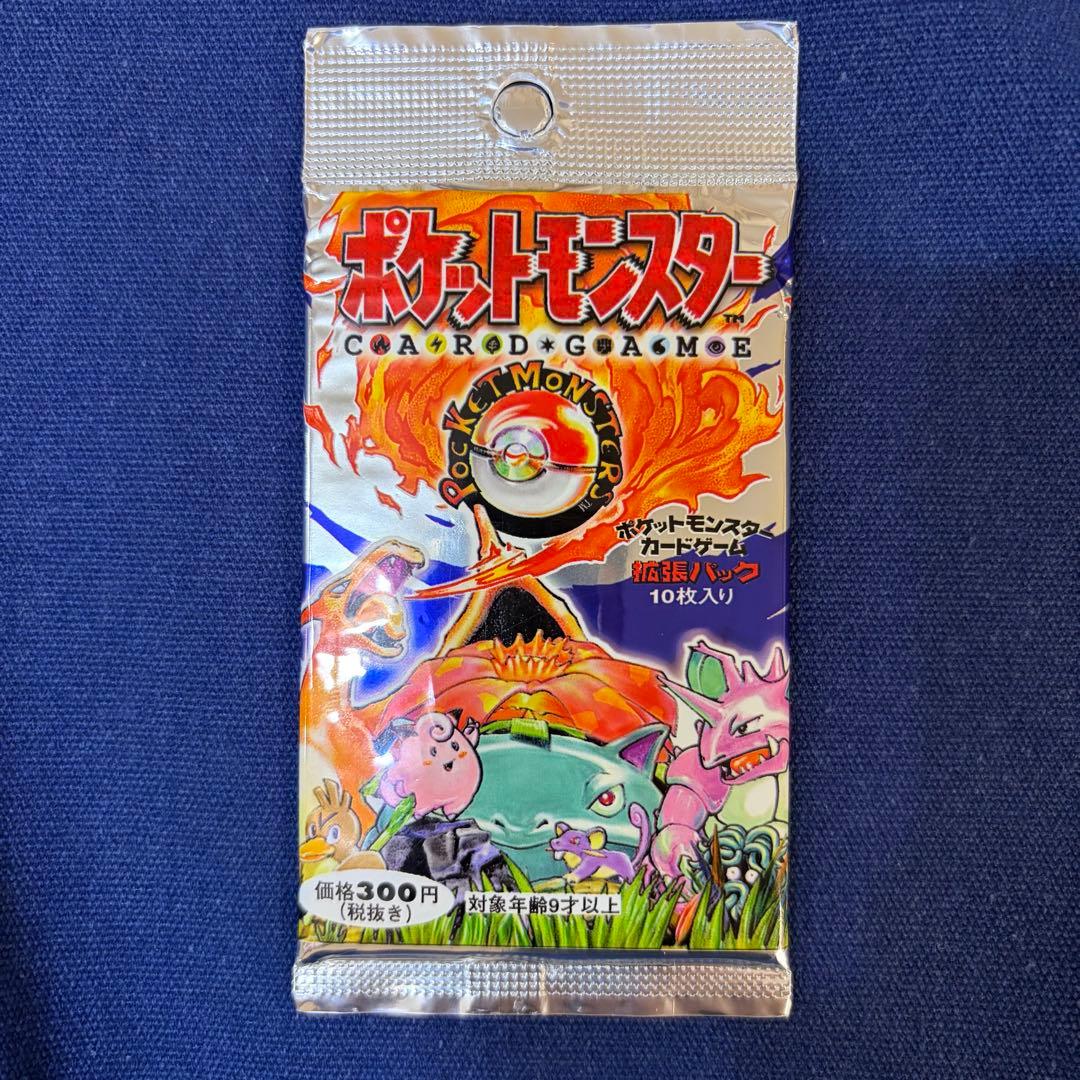 ポケットモンスター
TM
CARD★GAME
POCKET MONSTERS
TM
ポケットモンスター
カードゲーム
拡張パック
10枚入り
価格300円
(税抜き)
対象年齢9才以上